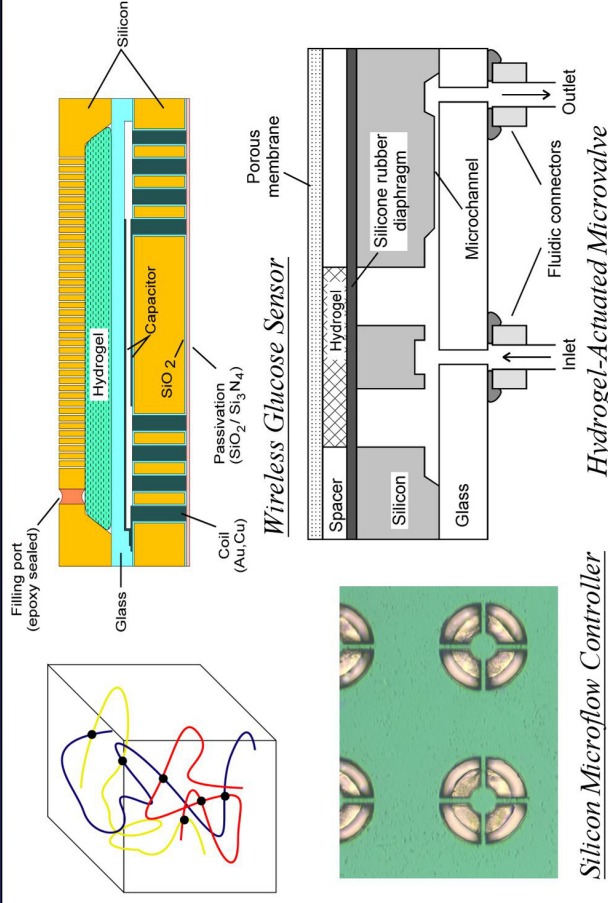 Filling port
(epoxy sealed)
Silicon
Hydrogel
Glass
Capacitor
SiO2
Coil
(Au,Cu)
Passivation
(SiO2/ Si3N4)
Wireless Glucose Sensor
Porous
membrane
Spacer
Hydrogel
Silicone rubber
diaphragm
Silicon
Glass
Microchannel
Inlet
Fluidic connectors
Outlet
Silicon Microflow Controller
Hydrogel-Actuated Microvalve